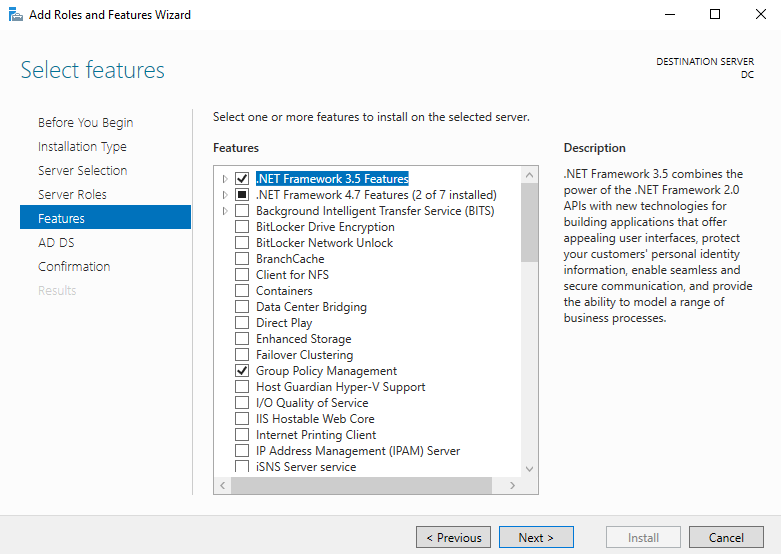 Add Roles and Features Wizard
Select features
DESTINATION SERVER
DC
Before You Begin
Installation Type
Server Selection
Server Roles
Features
AD DS
Confirmation
Results
Select one or more features to install on the selected server.
Features
.NET Framework 3.5 Features
.NET Framework 4.7 Features (2 of 7 installed)
Background Intelligent Transfer Service (BITS)
BitLocker Drive Encryption
BitLocker Network Unlock
BranchCache
Client for NFS
Containers
Data Center Bridging
Direct Play
Enhanced Storage
Failover Clustering
Group Policy Management
Host Guardian Hyper-V Support
I/O Quality of Service
IIS Hostable Web Core
Internet Printing Client
IP Address Management (IPAM) Server
iSNS Server service
Description
.NET Framework 3.5 combines the
power of the .NET Framework 2.0
APIs with new technologies for
building applications that offer
appealing user interfaces, protect
your customers' personal identity
information, enable seamless and
secure communication, and provide
the ability to model a range of
business processes.
< Previous
Next >
Install
Cancel